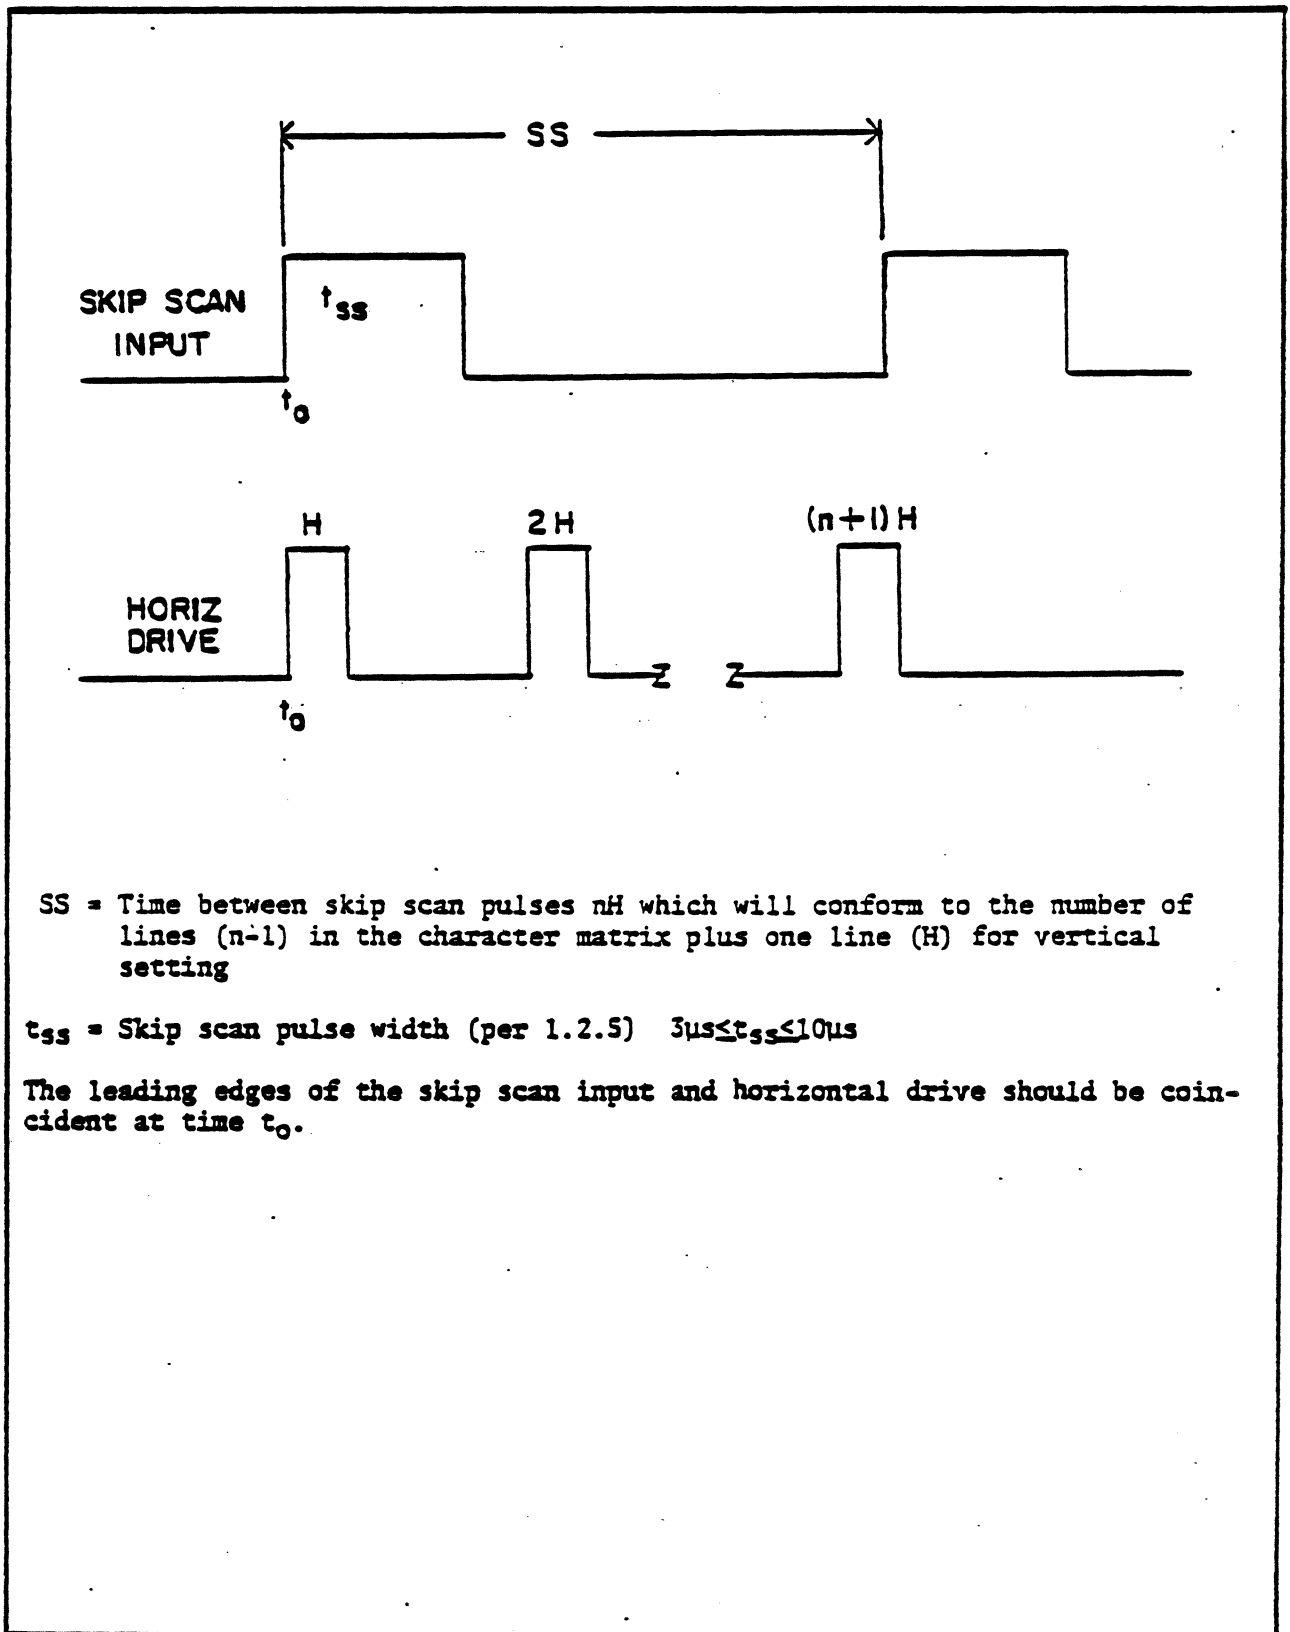 SS
SKIP SCAN
INPUT
tss
to
H
2H
(n+1)H
HORIZ
DRIVE
to
SS = Time between skip scan pulses nH which will conform to the number of
lines (n-1) in the character matrix plus one line (H) for vertical
setting
tss = Skip scan pulse width (per 1.2.5) 3μs≤tss≤10μs
The leading edges of the skip scan input and horizontal drive should be coin-
cident at time to.